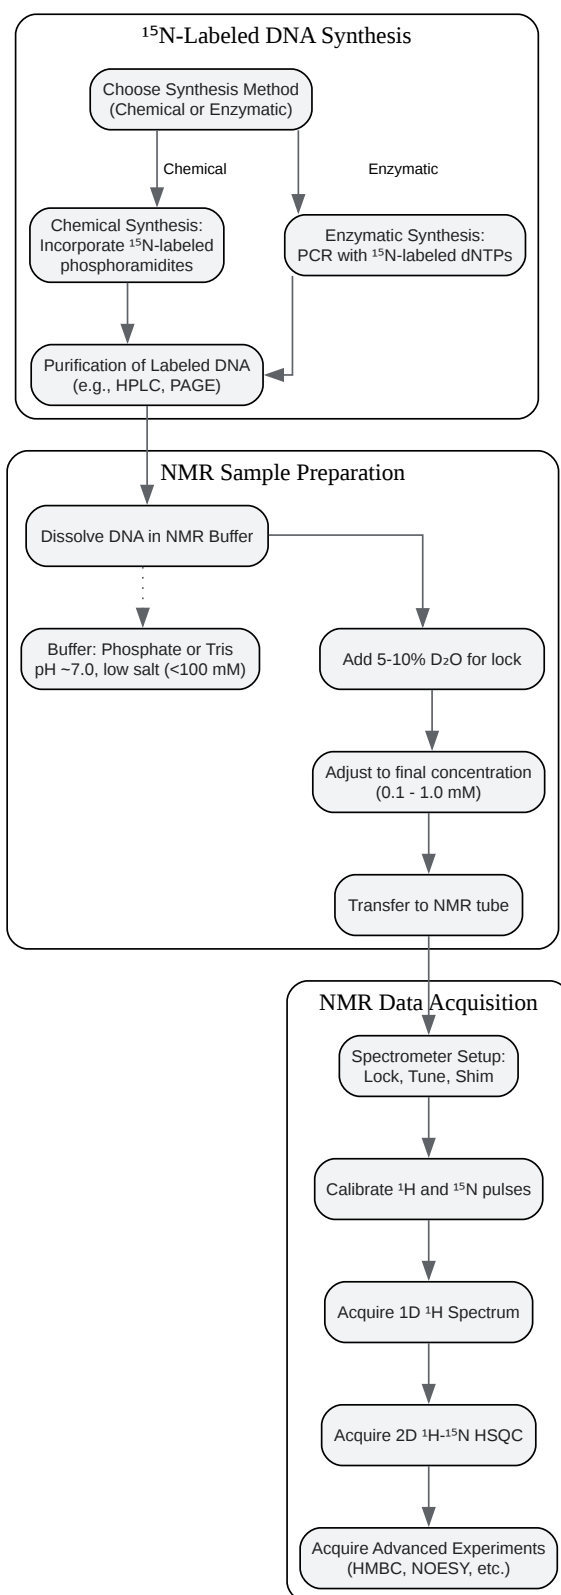 ¹⁵N-Labeled DNA Synthesis
Choose Synthesis Method
(Chemical or Enzymatic)
Chemical
Enzymatic
Chemical Synthesis:
Incorporate ¹⁵N-labeled
phosphoramidites
Enzymatic Synthesis:
PCR with ¹⁵N-labeled dNTPs
Purification of Labeled DNA
(e.g., HPLC, PAGE)
NMR Sample Preparation
Dissolve DNA in NMR Buffer
Buffer: Phosphate or Tris
pH ~7.0, low salt (<100 mM)
Add 5-10% D₂O for lock
Adjust to final concentration
(0.1 - 1.0 mM)
Transfer to NMR tube
NMR Data Acquisition
Spectrometer Setup:
Lock, Tune, Shim
Calibrate ¹H and ¹⁵N pulses
Acquire 1D ¹H Spectrum
Acquire 2D ¹H-¹⁵N HSQC
Acquire Advanced Experiments
(HMBC, NOESY, etc.)